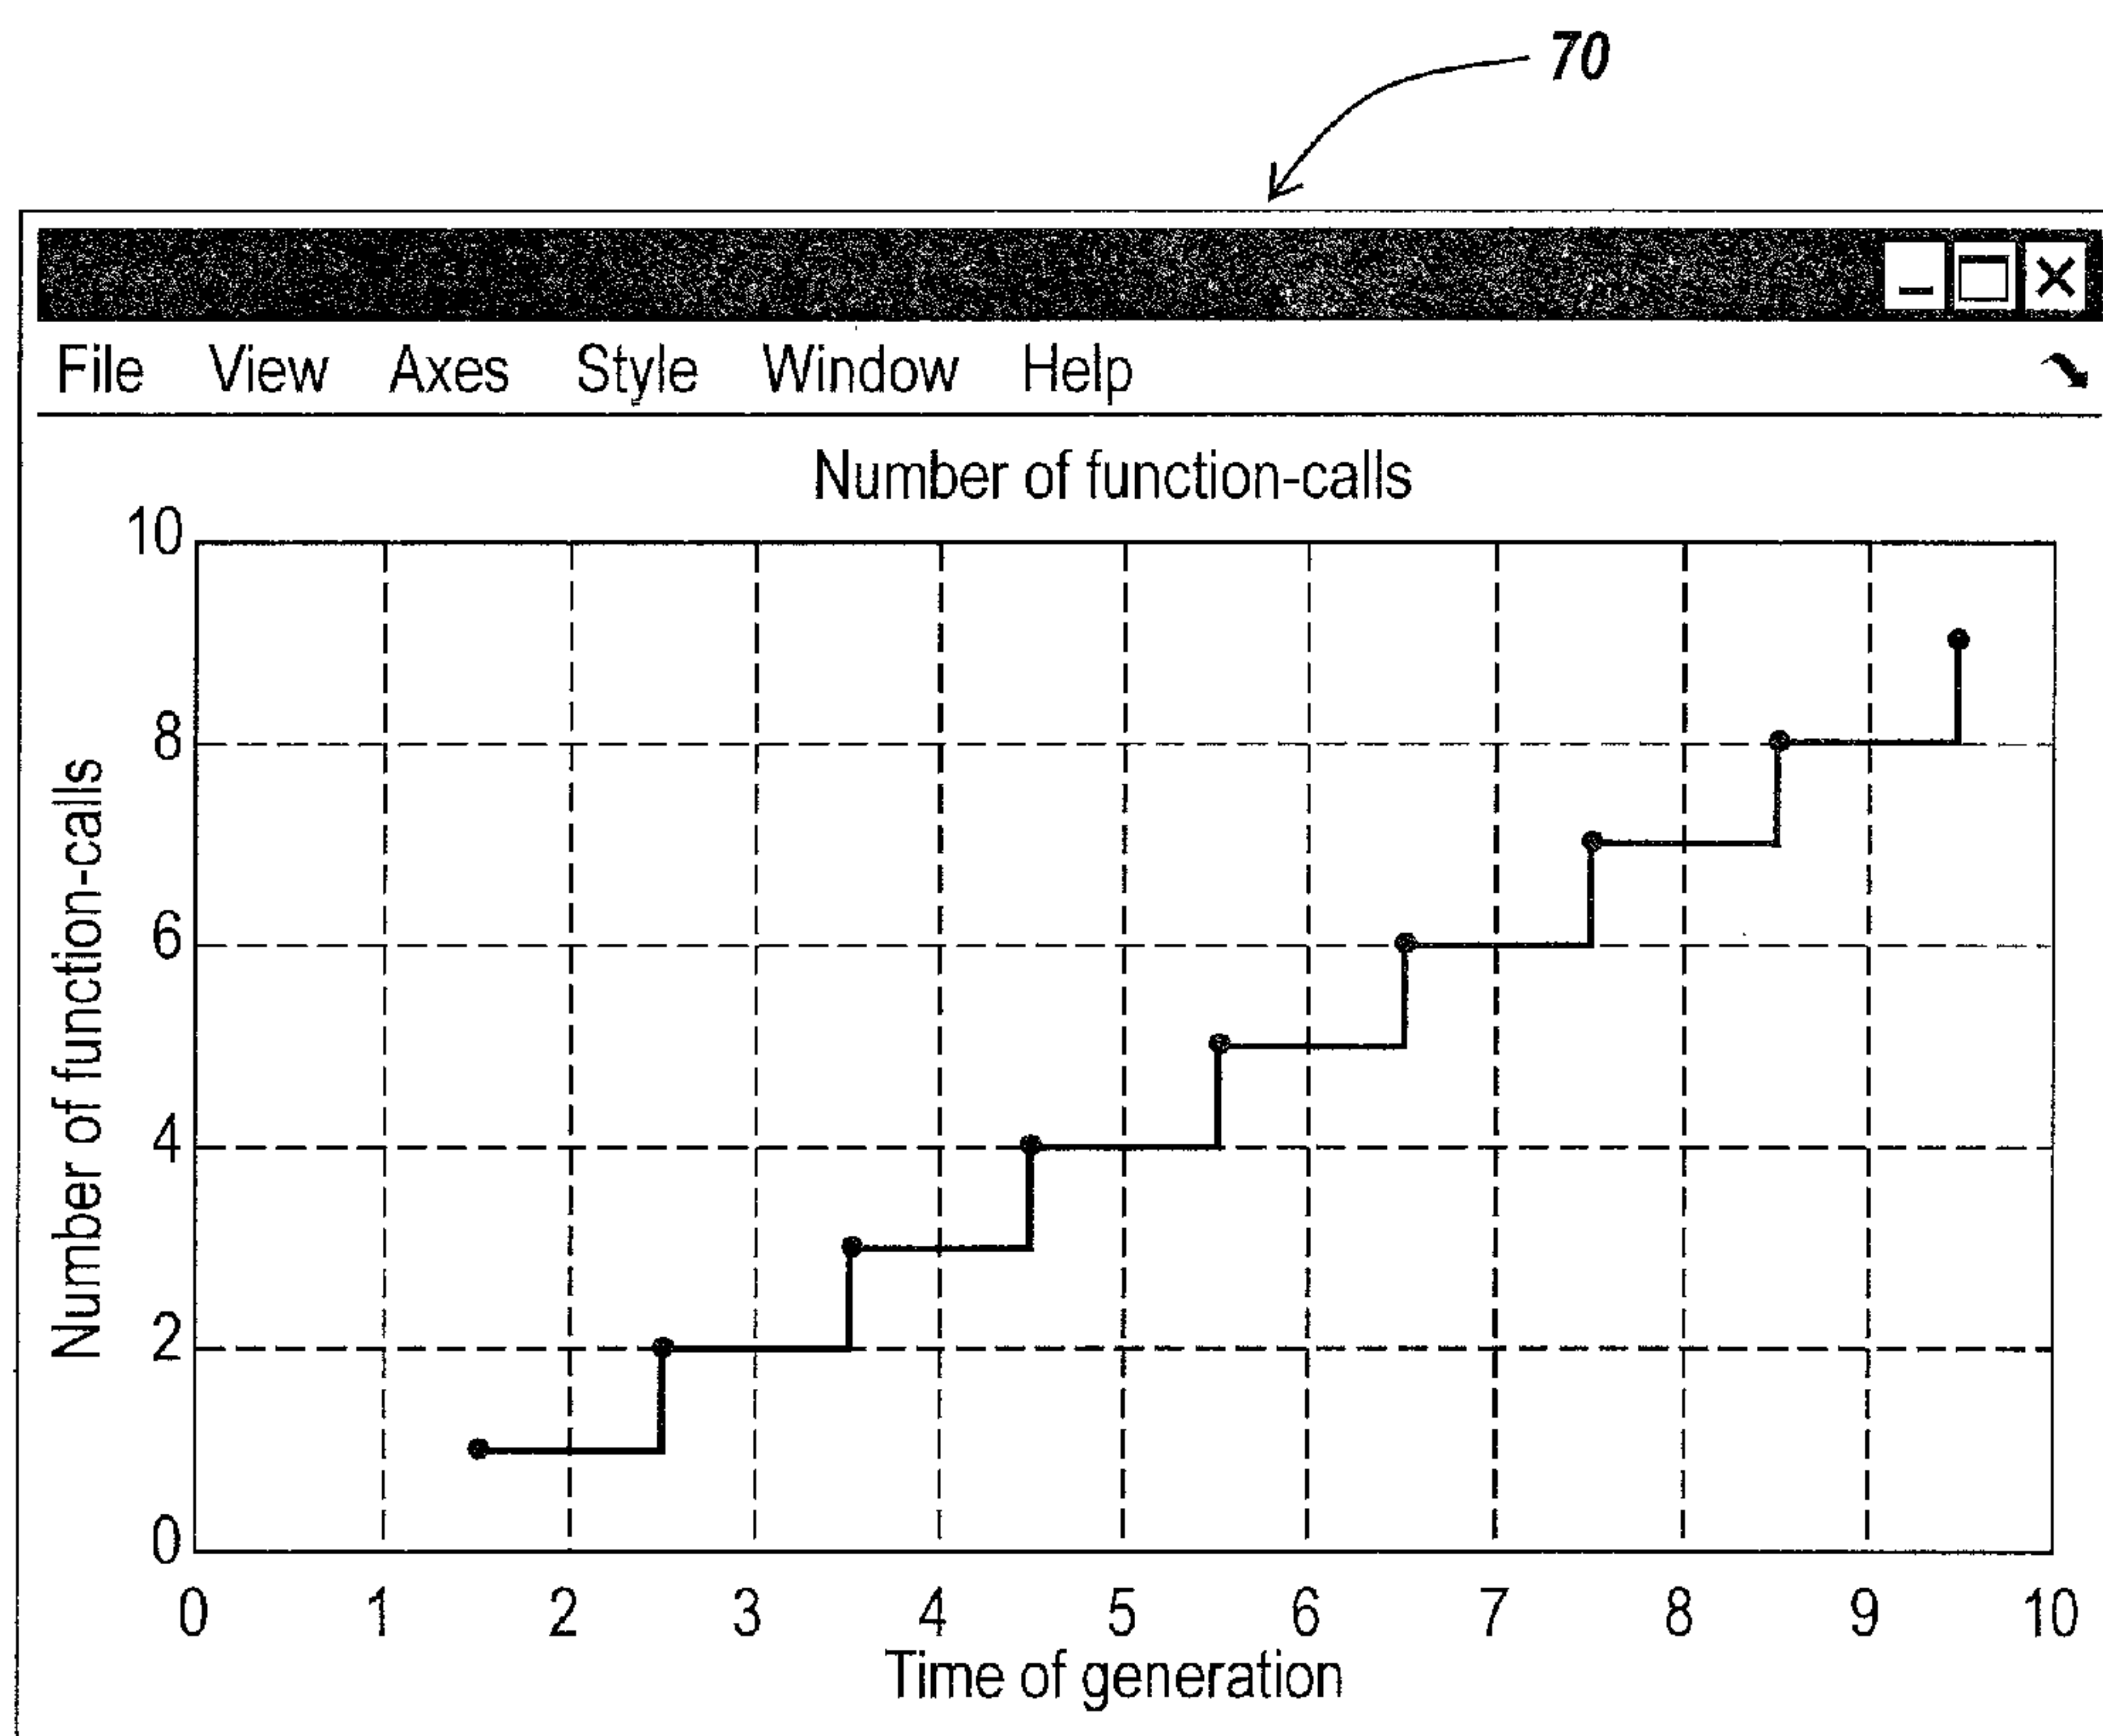 70
File View Axes Style Window Help
Number of function-calls
10
8
6
4
2
0
Number of function-calls
0 1 2 3 4 5 6 7 8 9 10
Time of generation